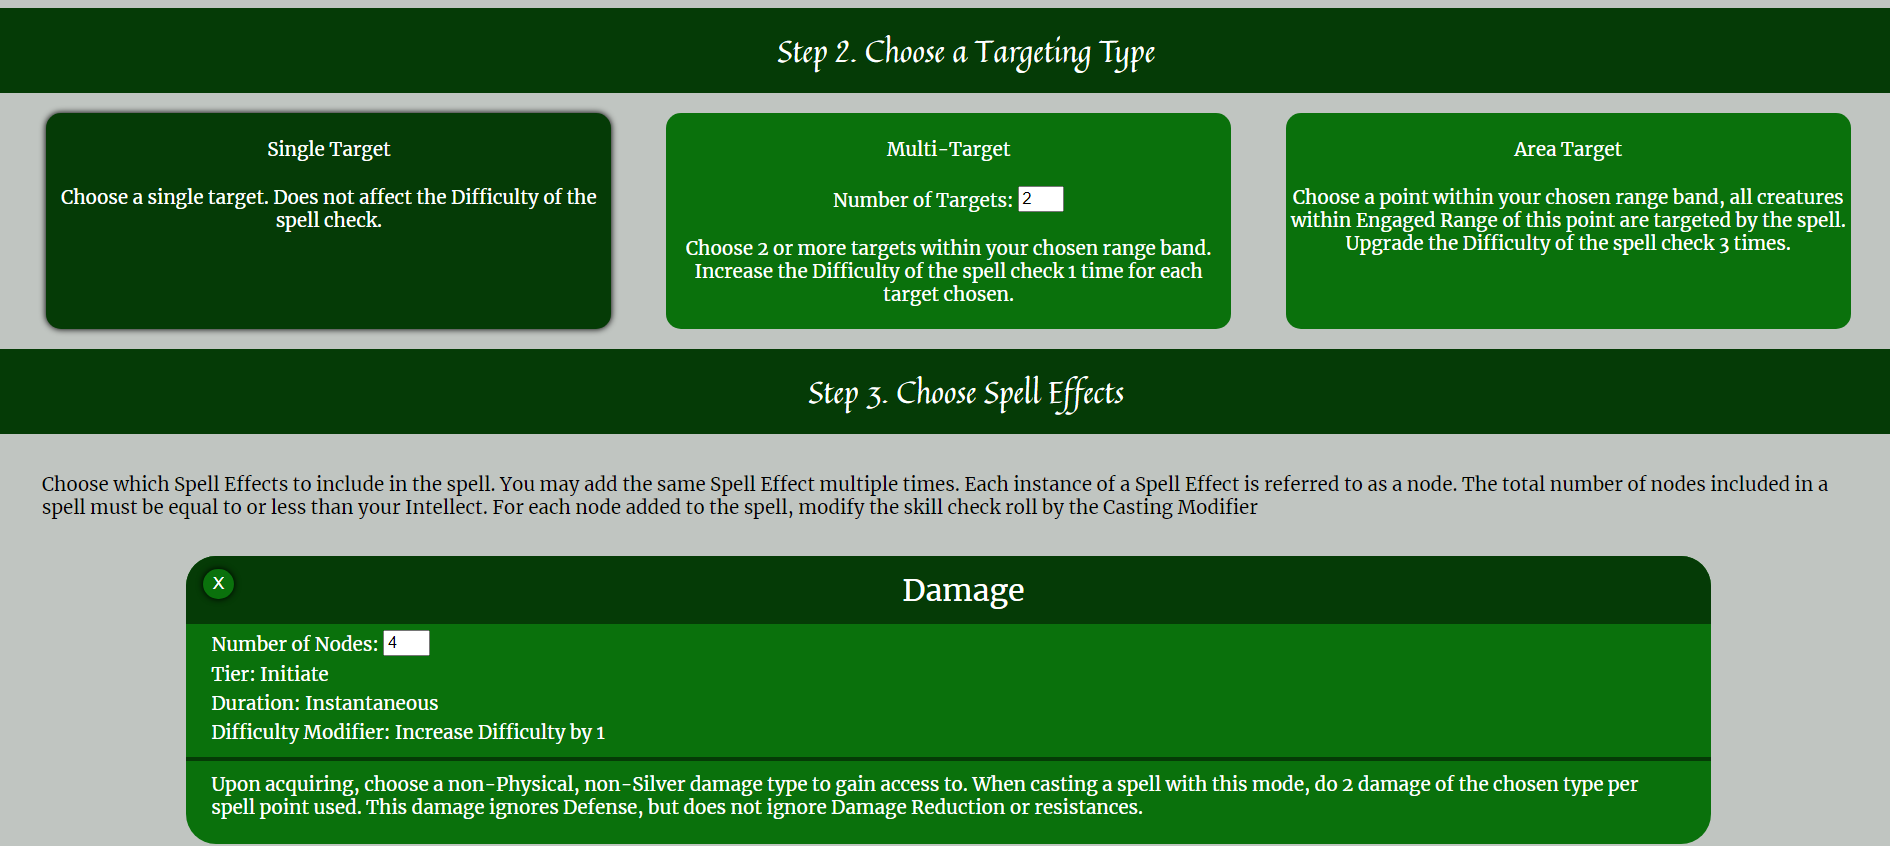 Step 2. Choose a Targeting Type
Single Target
Choose a single target. Does not affect the Difficulty of the
spell check.
Multi-Target
Number of Targets: 2
Choose 2 or more targets within your chosen range band.
Increase the Difficulty of the spell check 1 time for each
target chosen.
Area Target
Choose a point within your chosen range band, all creatures
within Engaged Range of this point are targeted by the spell.
Upgrade the Difficulty of the spell check 3 times.
Step 3. Choose Spell Effects
Choose which Spell Effects to include in the spell. You may add the same Spell Effect multiple times. Each instance of a Spell Effect is referred to as a node. The total number of nodes included in a
spell must be equal to or less than your Intellect. For each node added to the spell, modify the skill check roll by the Casting Modifier
X
Damage
Number of Nodes: 4
Tier: Initiate
Duration: Instantaneous
Difficulty Modifier: Increase Difficulty by 1
Upon acquiring, choose a non-Physical, non-Silver damage type to gain access to. When casting a spell with this mode, do 2 damage of the chosen type per
spell point used. This damage ignores Defense, but does not ignore Damage Reduction or resistances.